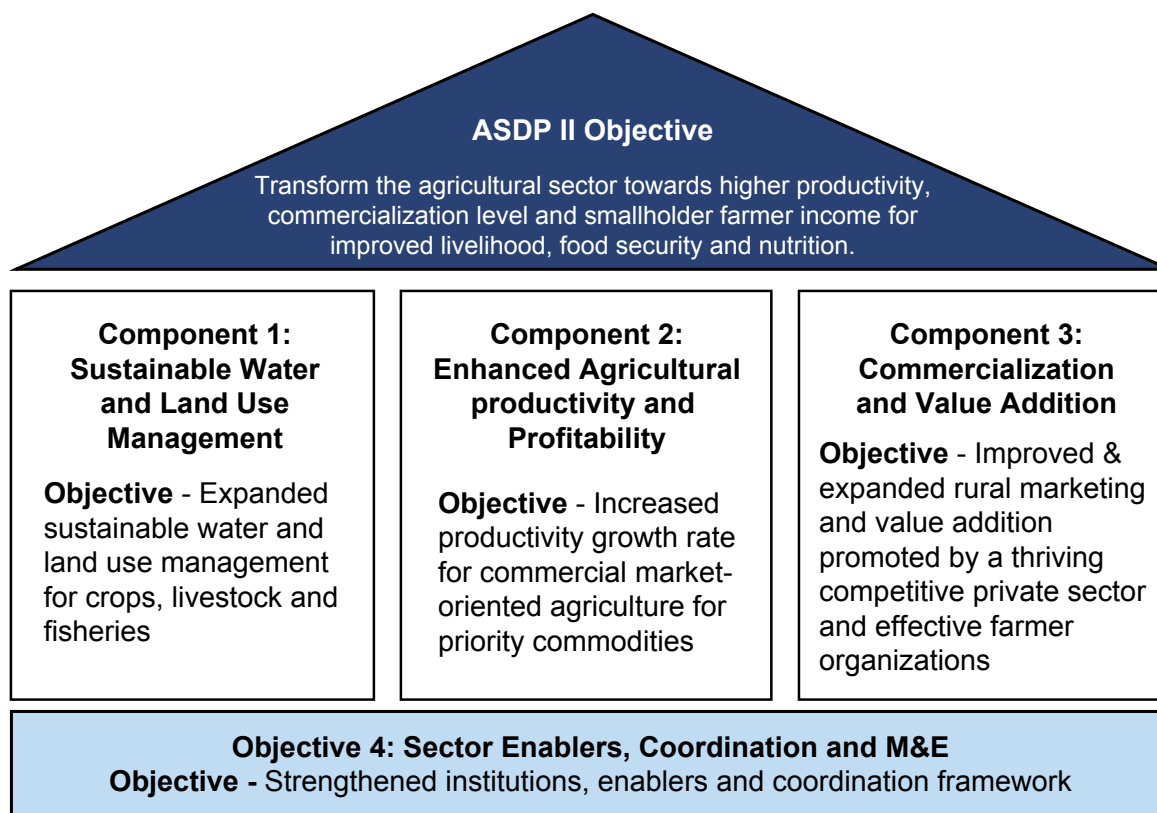 ASDP II Objective
Transform the agricultural sector towards higher productivity,
commercialization level and smallholder farmer income for
improved livelihood, food security and nutrition.
Component 1:
Sustainable Water
and Land Use
Management
Objective - Expanded
sustainable water and
land use management
for crops, livestock and
fisheries
Component 2:
Enhanced Agricultural
productivity and
Profitability
Objective - Increased
productivity growth rate
for commercial market-
oriented agriculture for
priority commodities
Component 3:
Commercialization
and Value Addition
Objective - Improved &
expanded rural marketing
and value addition
promoted by a thriving
competitive private sector
and effective farmer
organizations
Objective 4: Sector Enablers, Coordination and M&E
Objective - Strengthened institutions, enablers and coordination framework